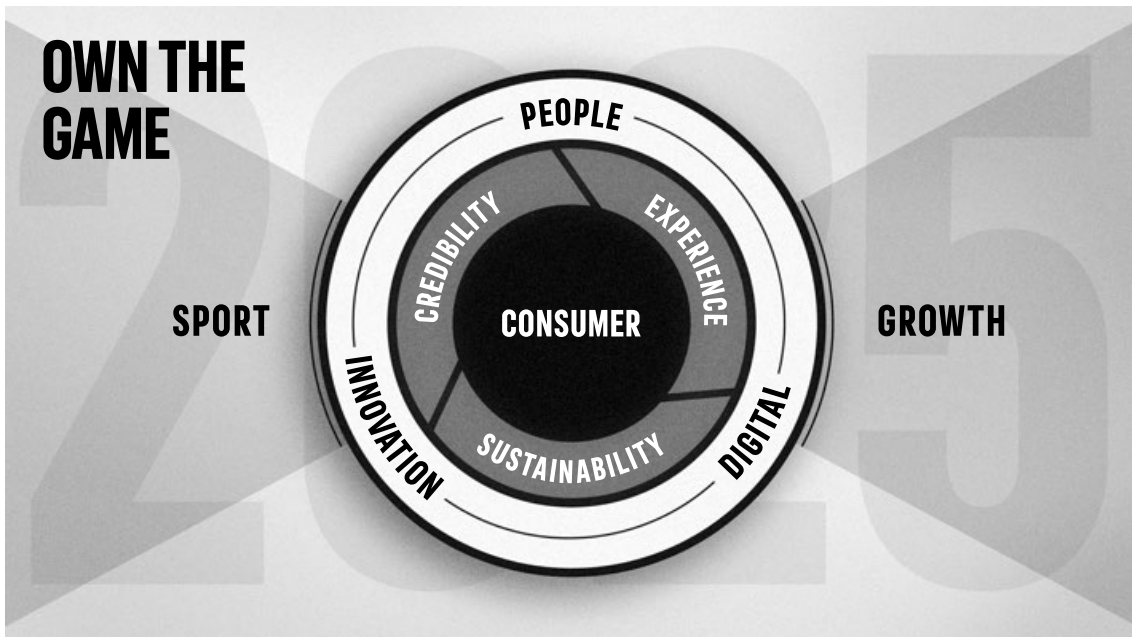 OWN THE
GAME
PEOPLE
CREDIBILITY
EXPERIENCE
SPORT
CONSUMER
GROWTH
INNOVATION
DIGITAL
SUSTAINABILITY
2025